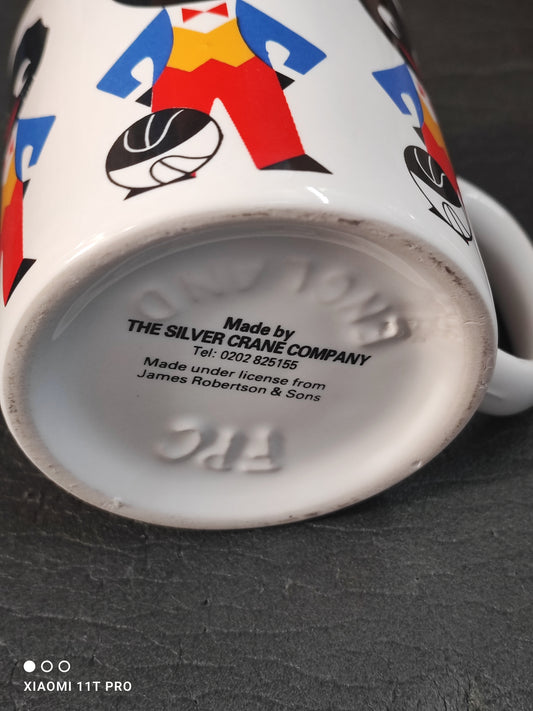 ENGLAND
Made by
THE SILVER CRANE COMPANY
Tel: 0202 825155
Made under license from
James Robertson & Sons
FPC
XIAOMI 11T PRO